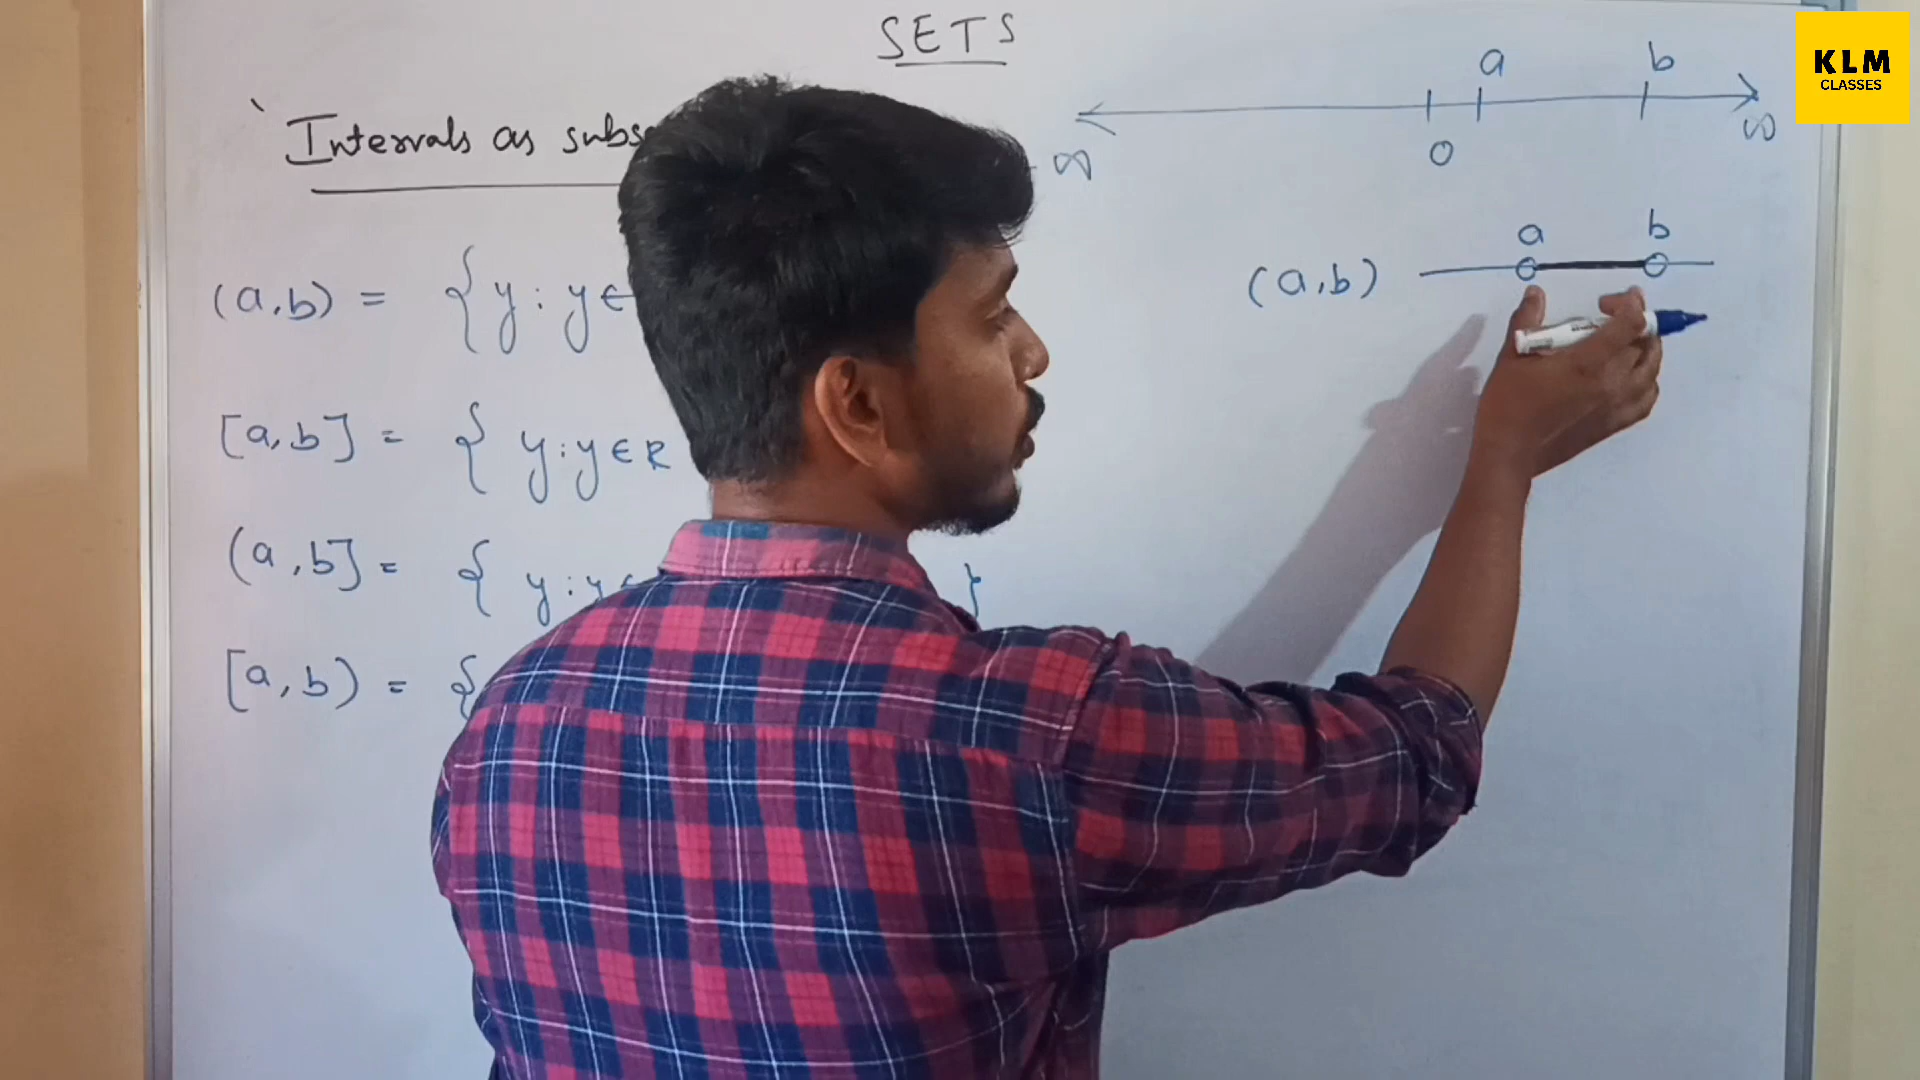 SETS
Intervals as subs
(a,b) = { y : y ∈
[a,b] = { y : y ∈ R
(a,b] = { y : y ∈ }
[a,b) = {
a b
0
-∞ ∞
a b
(a,b)
KLM
CLASSES